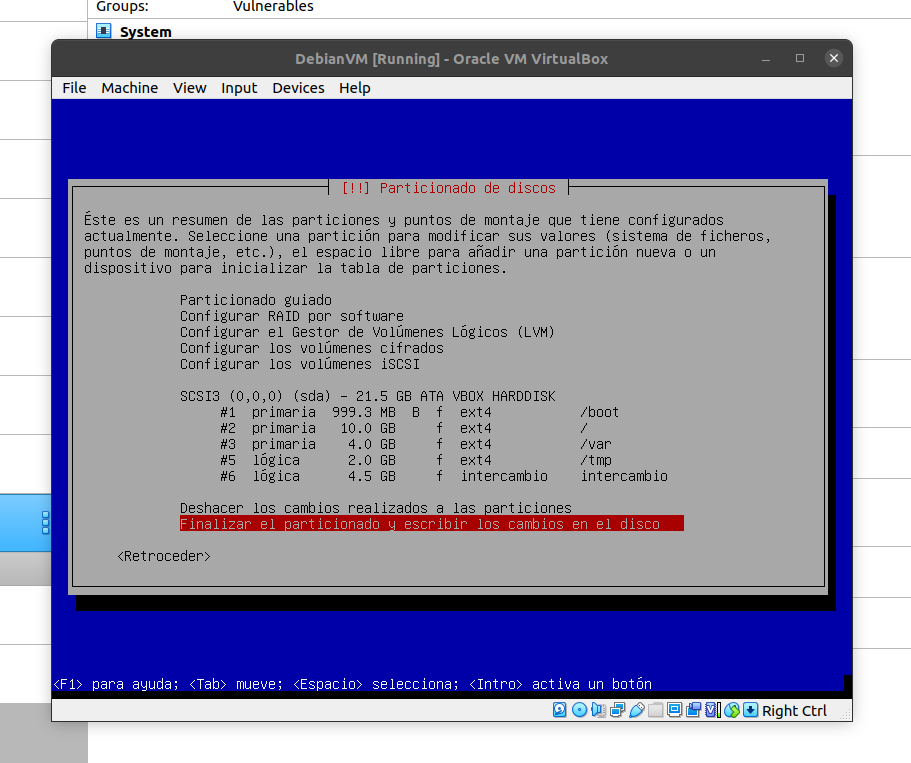 Groups: Vulnerables
System
DebianVM [Running] - Oracle VM VirtualBox
File Machine View Input Devices Help
[!!] Particionado de discos
Éste es un resumen de las particiones y puntos de montaje que tiene configurados
actualmente. Seleccione una partición para modificar sus valores (sistema de ficheros,
puntos de montaje, etc.), el espacio libre para añadir una partición nueva o un
dispositivo para inicializar la tabla de particiones.
Particionado guiado
Configurar RAID por software
Configurar el Gestor de Volúmenes Lógicos (LVM)
Configurar los volúmenes cifrados
Configurar los volúmenes iSCSI
SCSI3 (0,0,0) (sda) - 21.5 GB ATA VBOX HARDDISK
#1 primaria 999.3 MB B f ext4 /boot
#2 primaria 10.0 GB f ext4 /
#3 primaria 4.0 GB f ext4 /var
#5 lógica 2.0 GB f ext4 /tmp
#6 lógica 4.5 GB f intercambio intercambio
Deshacer los cambios realizados a las particiones
Finalizar el particionado y escribir los cambios en el disco
<Retroceder>
<F1> para ayuda; <Tab> mueve; <Espacio> selecciona; <Intro> activa un botón
Right Ctrl